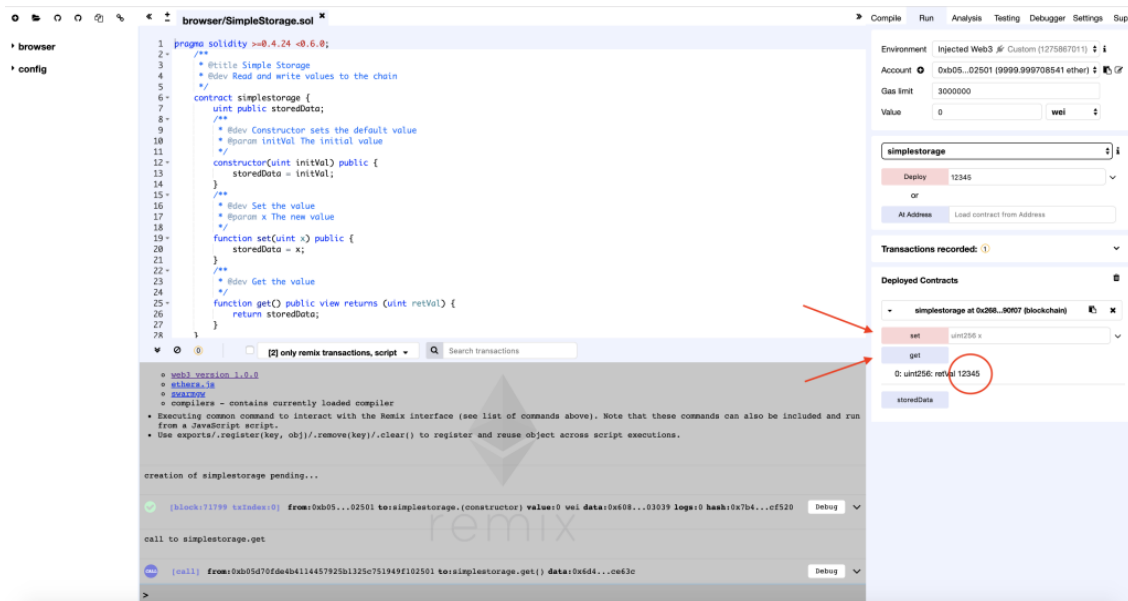 browser/SimpleStorage.sol ✖
» Compile Run Analysis Testing Debugger Settings Sup
browser
config
1 pragma solidity >=0.4.24 <0.6.0;
2 /**
3 * @title Simple Storage
4 * @dev Read and write values to the chain
5 */
6 contract simplestorage {
7 uint public storedData;
8 /**
9 * @dev Constructor sets the default value
10 * @param initVal The initial value
11 */
12 constructor(uint initVal) public {
13 storedData = initVal;
14 }
15 /**
16 * @dev Set the value
17 * @param x The new value
18 */
19 function set(uint x) public {
20 storedData = x;
21 }
22 /**
23 * @dev Get the value
24 */
25 function get() public view returns (uint retVal) {
26 return storedData;
27 }
28 }
0 [2] only remix transactions, script Search transactions
web3 version 1.0.0
ethers.js
swarmgw
compilers - contains currently loaded compiler
Executing common command to interact with the Remix interface (see list of commands above). Note that these commands can also be included and run
from a JavaScript script.
Use exports/.register(key, obj)/.remove(key)/.clear() to register and reuse object across script executions.
creation of simplestorage pending...
[block:71799 txIndex:0] from:0xb05...02501 to:simplestorage.(constructor) value:0 wei data:0x608...03039 logs:0 hash:0x7b4...cf520 Debug
remix
call to simplestorage.get
CALL [call] from:0xb05d70fde4b4114457925b1325c751949f102501 to:simplestorage.get() data:0x6d4...ce63c Debug
>
Environment Injected Web3 Custom (1275867011) i
Account 0xb05...02501 (9999.999708541 ether)
Gas limit 3000000
Value 0 wei
simplestorage i
Deploy 12345
or
At Address Load contract from Address
Transactions recorded: 1
Deployed Contracts
simplestorage at 0x268...90f07 (blockchain)
set uint256 x
get
0: uint256: retVal 12345
storedData